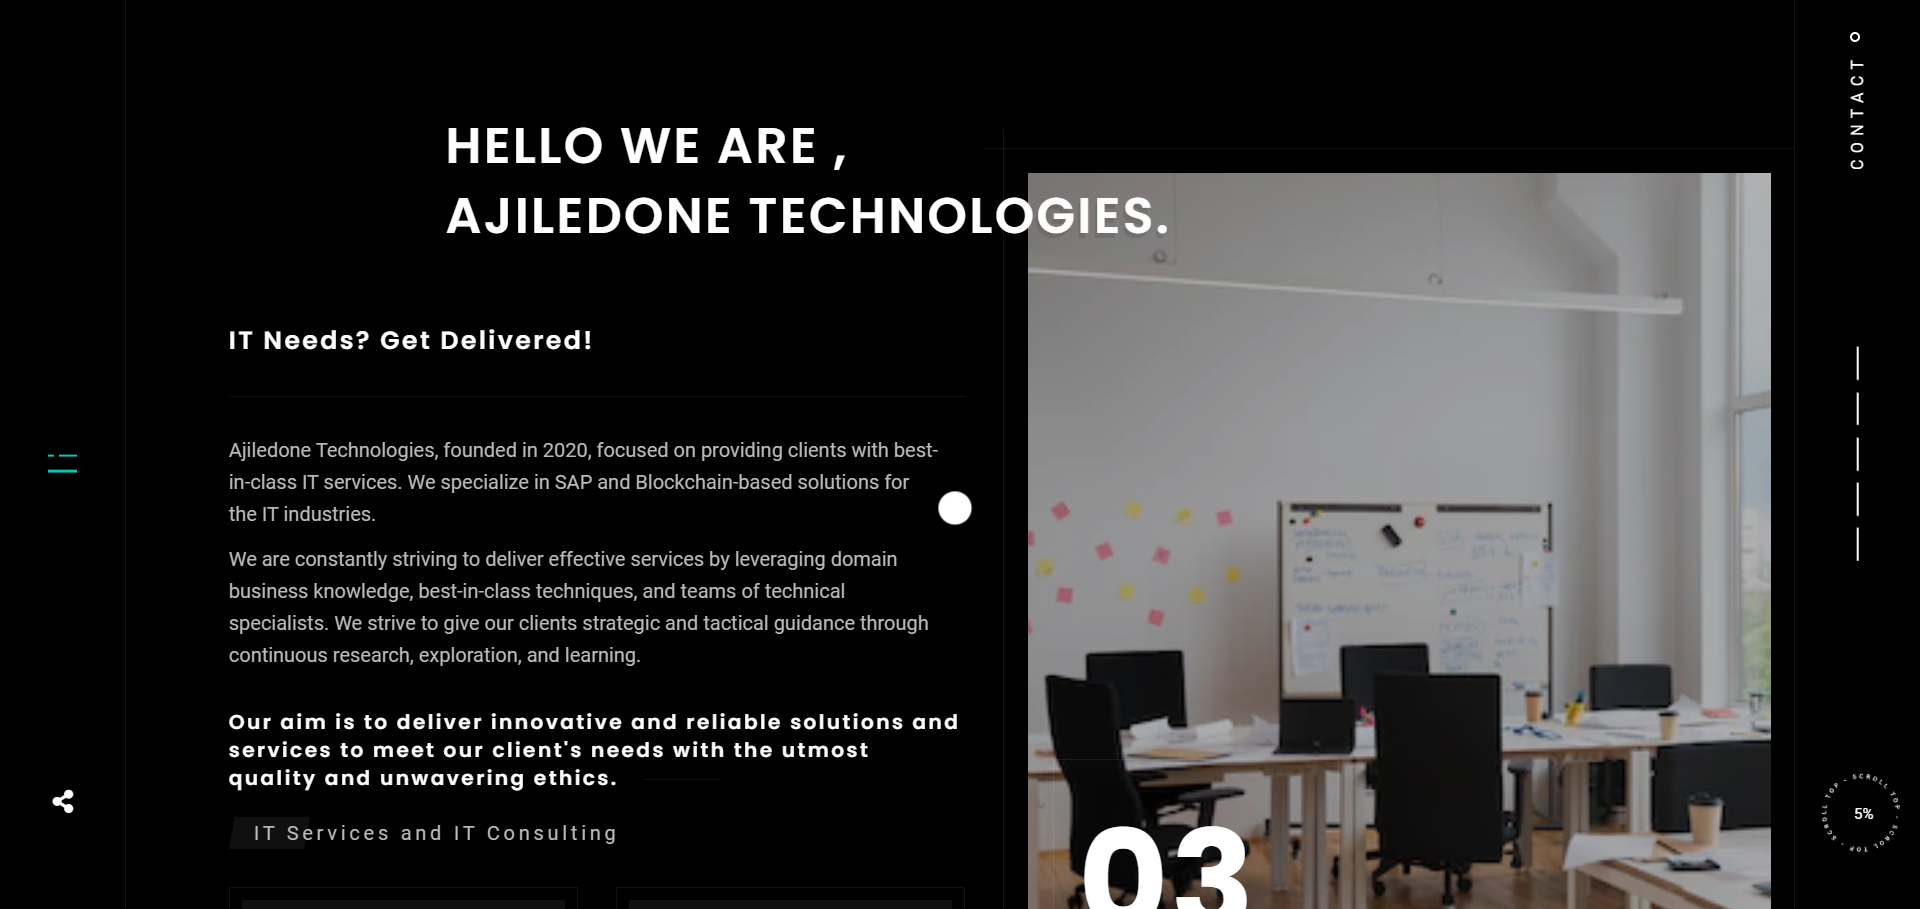 HELLO WE ARE ,
AJILEDONE TECHNOLOGIES.
IT Needs? Get Delivered!
Ajiledone Technologies, founded in 2020, focused on providing clients with best-
in-class IT services. We specialize in SAP and Blockchain-based solutions for
the IT industries.
We are constantly striving to deliver effective services by leveraging domain
business knowledge, best-in-class techniques, and teams of technical
specialists. We strive to give our clients strategic and tactical guidance through
continuous research, exploration, and learning.
Our aim is to deliver innovative and reliable solutions and
services to meet our client's needs with the utmost
quality and unwavering ethics.
IT Services and IT Consulting
03
CONTACT
SCROLL TOP - SCROLL TOP - SCROLL TOP - SCROLL TOP -
5%